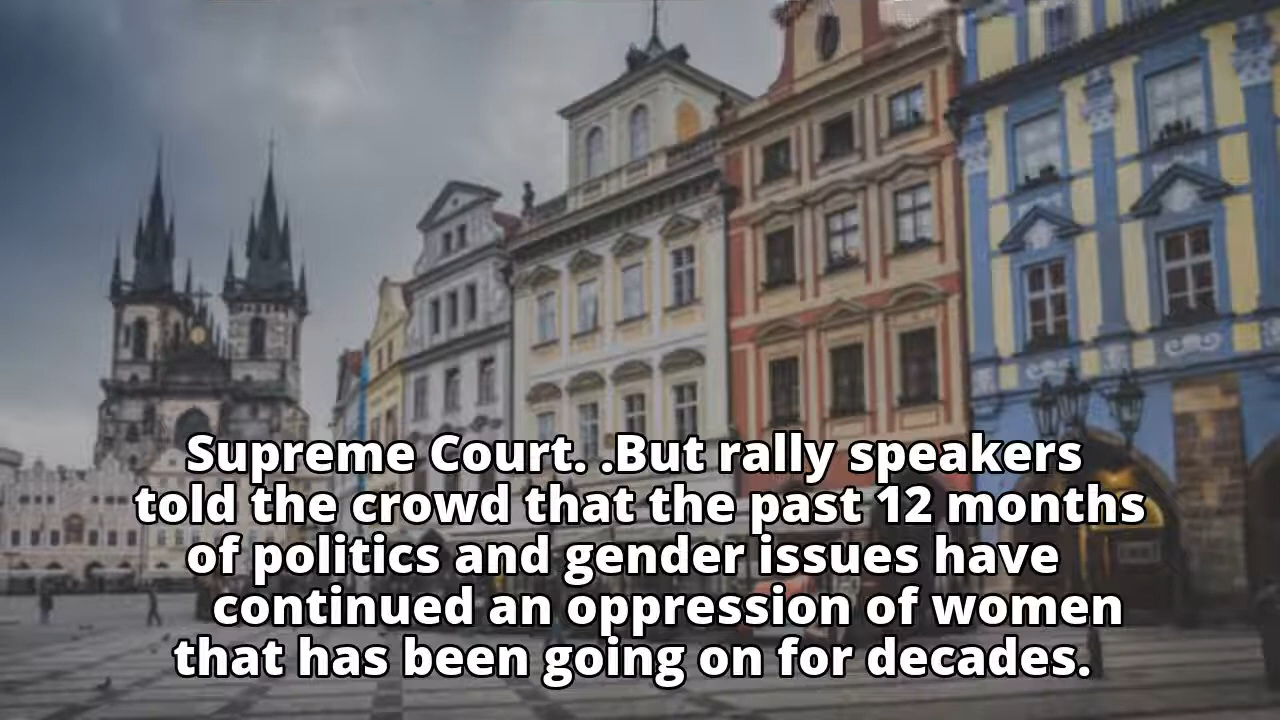 Supreme Court. .But rally speakers
told the crowd that the past 12 months
of politics and gender issues have
continued an oppression of women
that has been going on for decades.